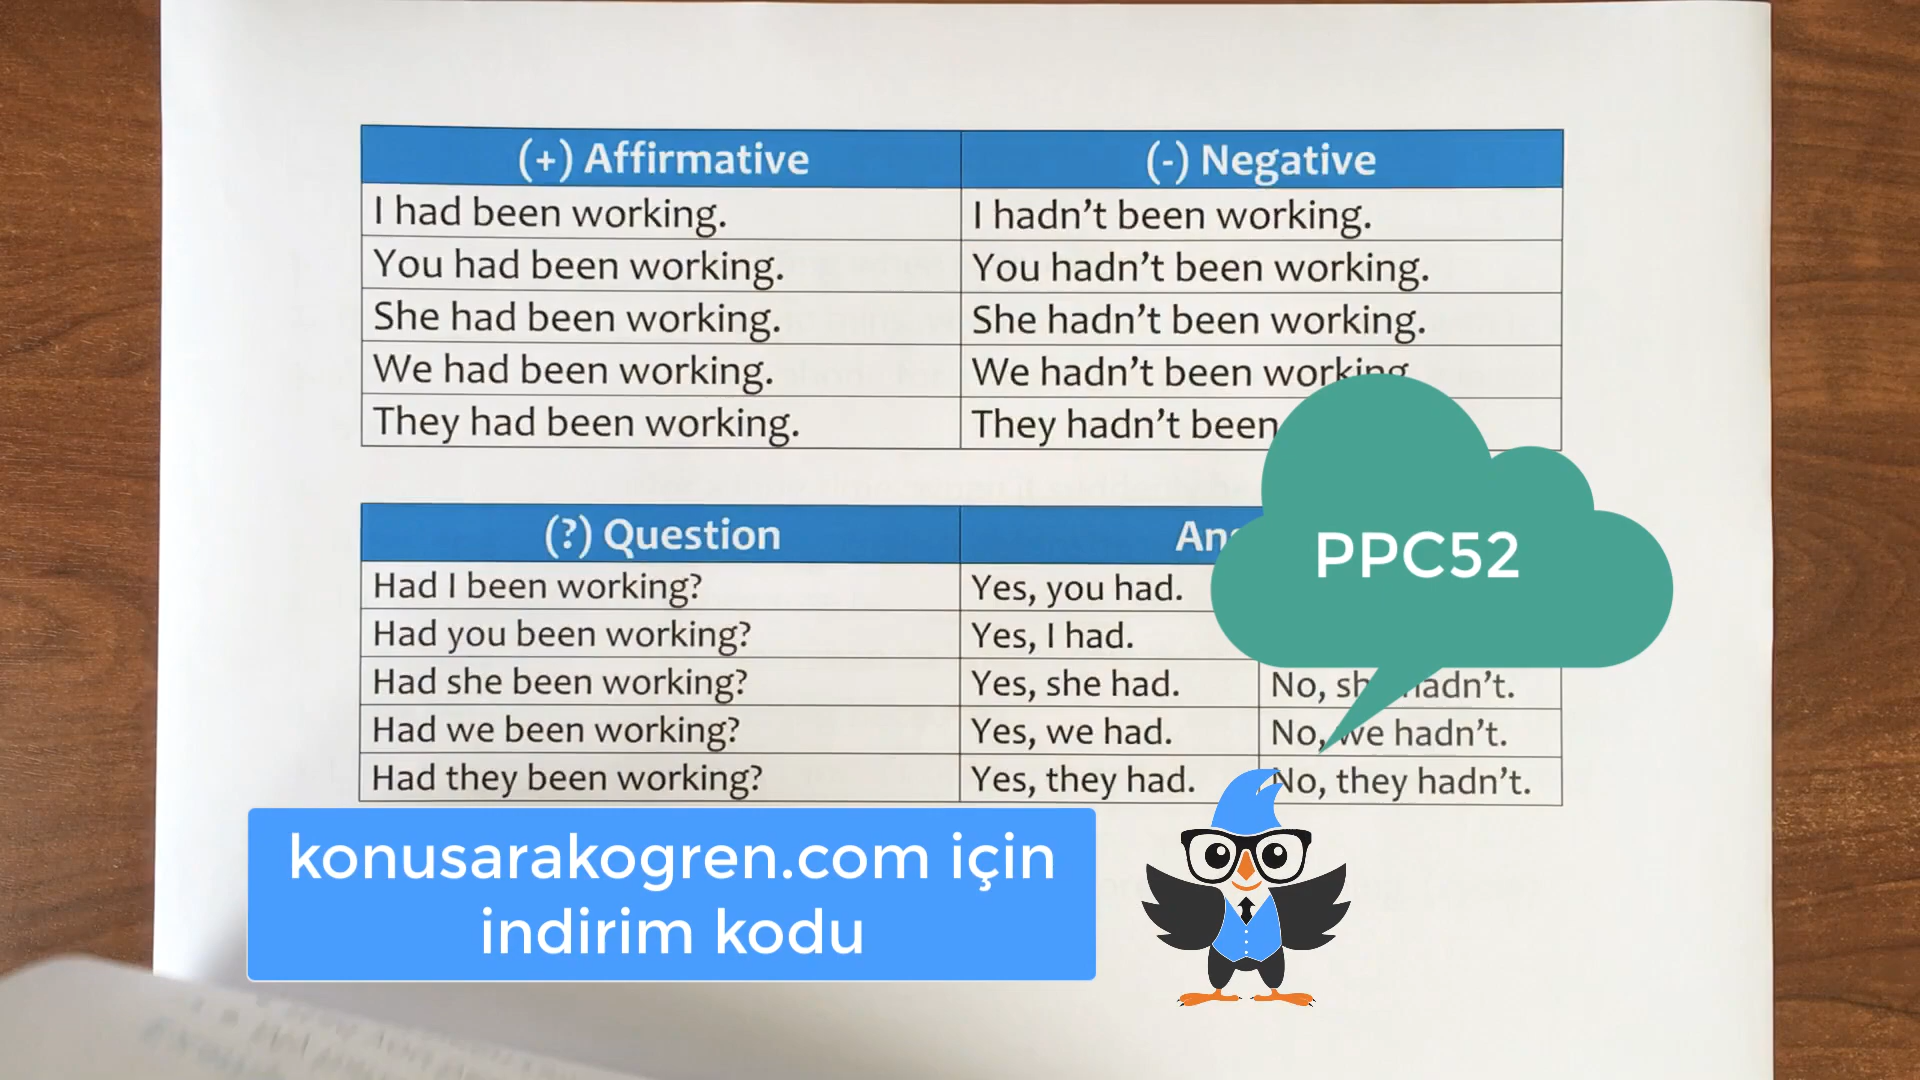 (+) Affirmative (-) Negative
I had been working. I hadn’t been working.
You had been working. You hadn’t been working.
She had been working. She hadn’t been working.
We had been working. We hadn’t been working
They had been working. They hadn’t been
(?) Question
Had I been working? Yes, you had.
Had you been working? Yes, I had.
Had she been working? Yes, she had. No, hadn’t.
Had we been working? Yes, we had. No, we hadn’t.
Had they been working? Yes, they had. No, they hadn’t.
PPC52
konusarakogren.com için
indirim kodu